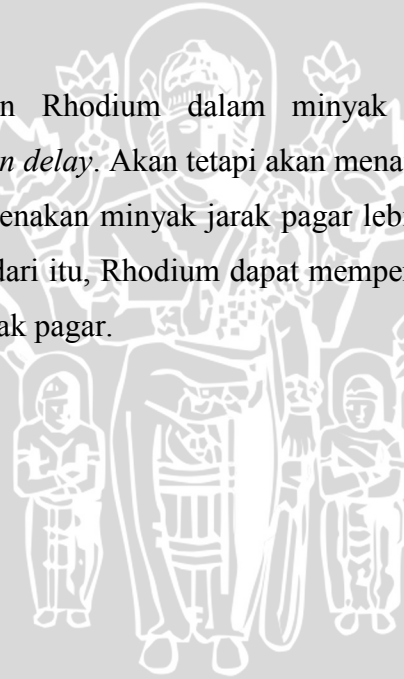 n Rhodium dalam minyak
n delay. Akan tetapi akan mena
enakan minyak jarak pagar leb
dari itu, Rhodium dapat memper
ak pagar.